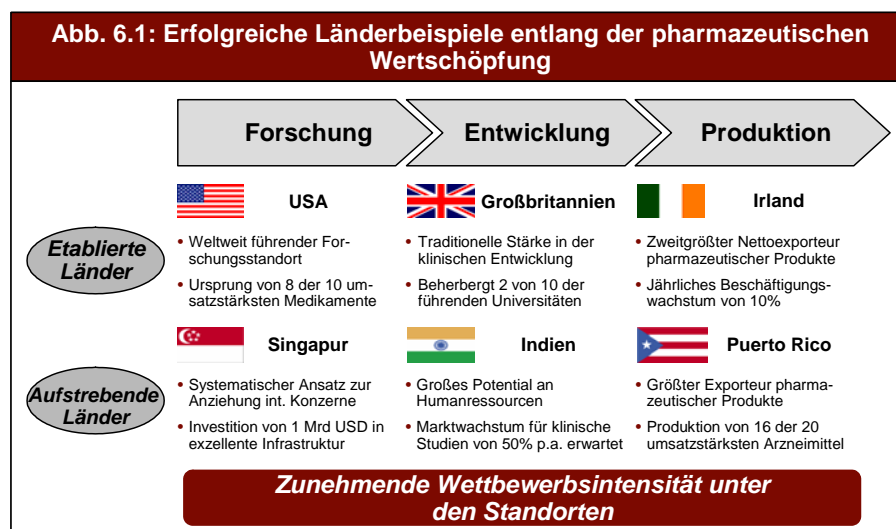 Abb. 6.1: Erfolgreiche Länderbeispiele entlang der pharmazeutischen
Wertschöpfung
Forschung
Entwicklung
Produktion
Etablierte
Länder
USA
• Weltweit führender For-
schungsstandort
• Ursprung von 8 der 10 um-
satzstärksten Medikamente
Großbritannien
• Traditionelle Stärke in der
klinischen Entwicklung
• Beherbergt 2 von 10 der
führenden Universitäten
Irland
• Zweitgrößter Nettoexporteur
pharmazeutischer Produkte
• Jährliches Beschäftigungs-
wachstum von 10%
Aufstrebende
Länder
Singapur
• Systematischer Ansatz zur
Anziehung int. Konzerne
• Investition von 1 Mrd USD in
exzellente Infrastruktur
Indien
• Großes Potential an
Humanressourcen
• Marktwachstum für klinische
Studien von 50% p.a. erwartet
Puerto Rico
• Größter Exporteur pharma-
zeutischer Produkte
• Produktion von 16 der 20
umsatzstärksten Arzneimittel
Zunehmende Wettbewerbsintensität unter
den Standorten